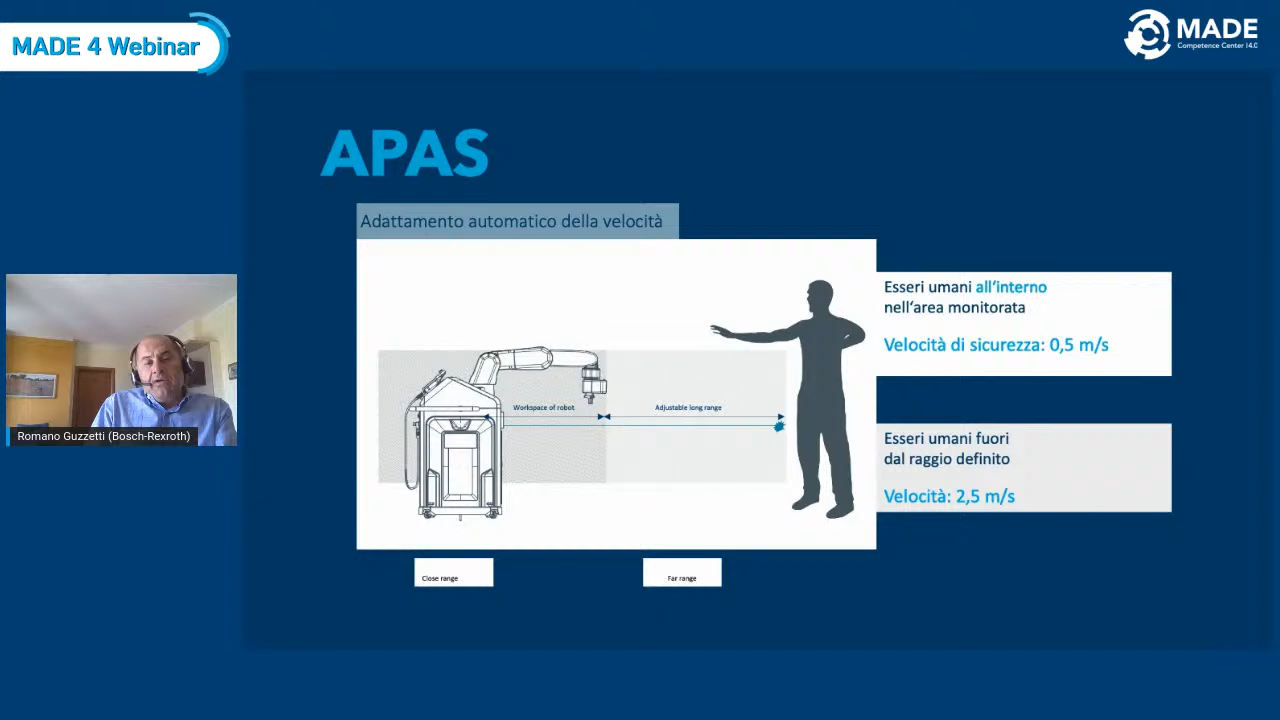 MADE 4 Webinar
MADE
Competence Center I4.0
APAS
Adattamento automatico della velocità
Esseri umani all'interno
nell'area monitorata
Velocità di sicurezza: 0,5 m/s
Workspace of robot
Adjustable long range
Esseri umani fuori
dal raggio definito
Velocità: 2,5 m/s
Romano Guzzetti (Bosch-Rexroth)
Close range
Far range